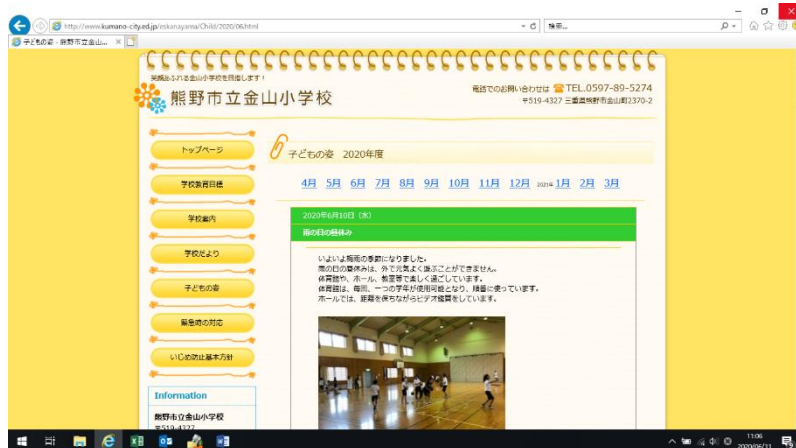 http://www.kumano-city.ed.jp/eskanayama/Child/2020/06.html
検索...
子どもの姿 - 熊野市立金山...
笑顔あふれる金山小学校を目指します！
熊野市立金山小学校
電話でのお問い合わせは TEL.0597-89-5274
〒519-4327 三重県熊野市金山町2370-2
トップページ
学校教育目標
学校案内
学校だより
子どもの姿
緊急時の対応
いじめ防止基本方針
Information
熊野市立金山小学校
〒519-4327
子どもの姿 2020年度
4月 5月 6月 7月 8月 9月 10月 11月 12月 2021年 1月 2月 3月
2020年6月10日（水）
雨の日の昼休み
いよいよ梅雨の季節になりました。
雨の日の昼休みは、外で元気よく遊ぶことができません。
体育館や、ホール、教室等で楽しく過ごしています。
体育館は、毎回、一つの学年が使用可能となり、順番に使っています。
ホールでは、距離を保ちながらビデオ鑑賞をしています。
11:06
2020/06/11